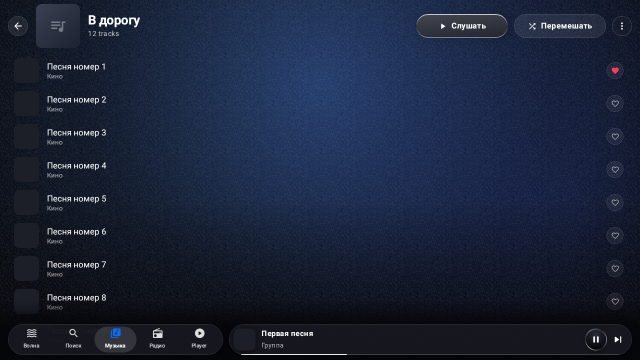 В дорогу
12 tracks
Слушать
Перемешать
Песня номер 1
Кино
Песня номер 2
Кино
Песня номер 3
Кино
Песня номер 4
Кино
Песня номер 5
Кино
Песня номер 6
Кино
Песня номер 7
Кино
Песня номер 8
Кино
Волна
Поиск
Музыка
Радио
Player
Первая песня
Группа